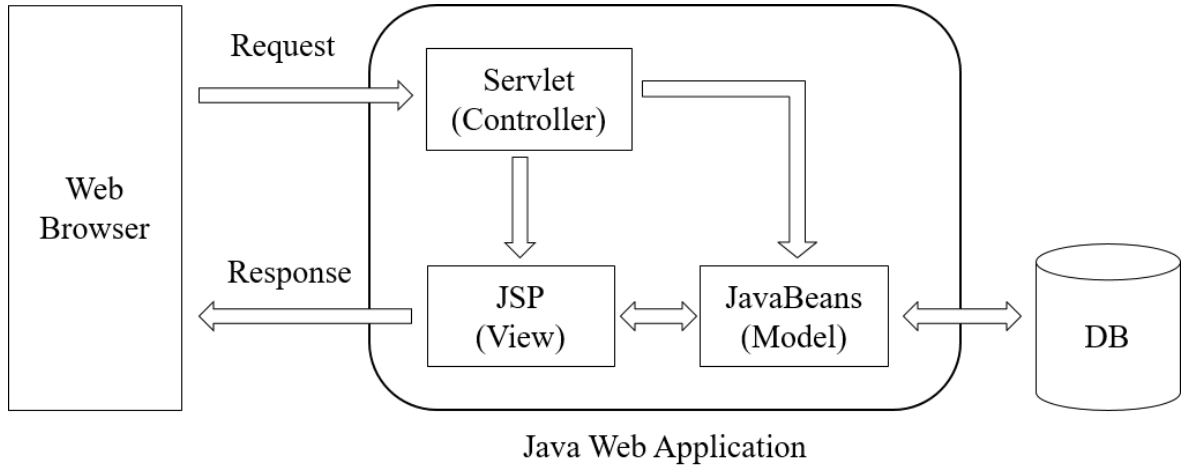 Request
Servlet
(Controller)
Web
Browser
Response
JSP
(View)
JavaBeans
(Model)
DB
Java Web Application